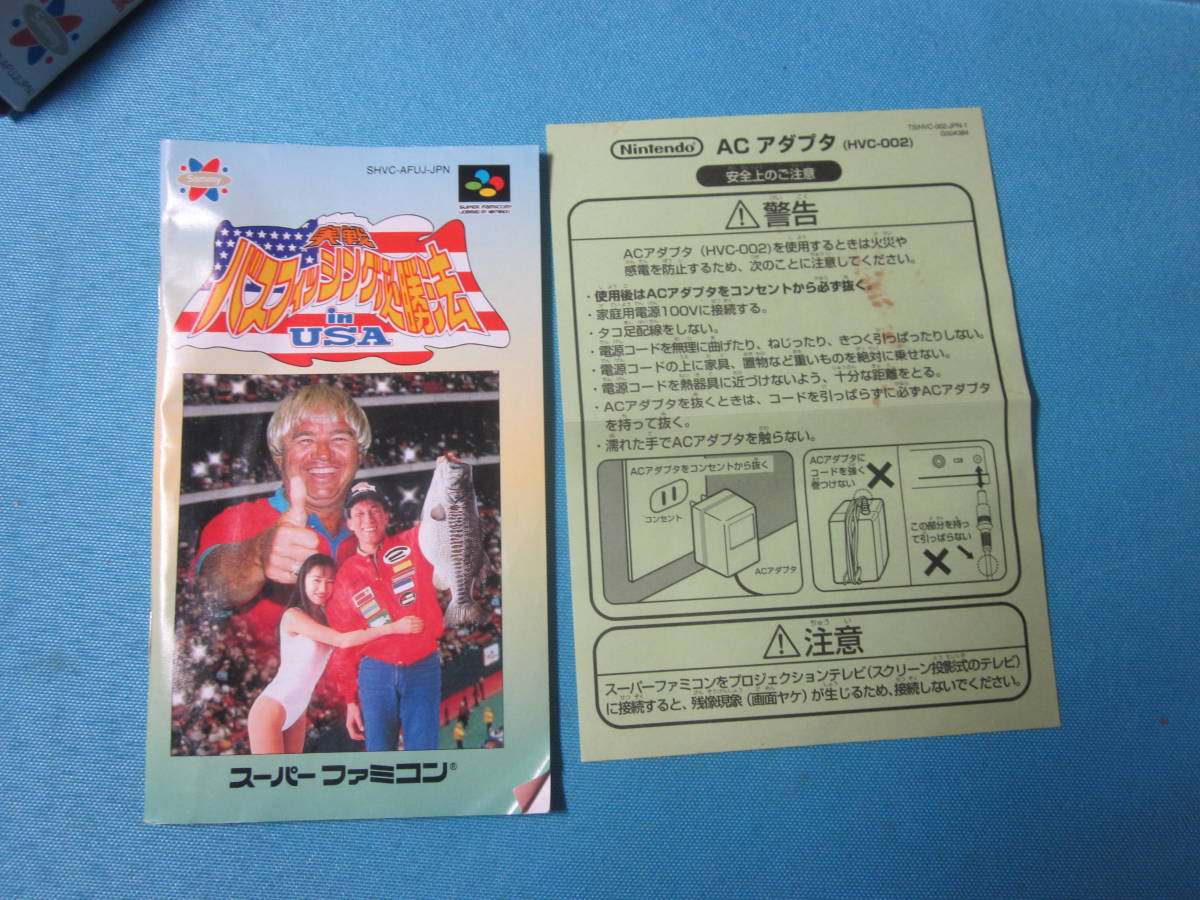 Sammy
SHVC-AFUJ-JPN
SUPER FAMICOM
実戦
バスフィッシング必勝法
in
USA
スーパーファミコン®
Nintendo® ACアダプタ (HVC-002)
安全上のご注意
⚠警告
ACアダプタ(HVC-002)を使用するときは火災や
感電を防止するため、次のことに注意してください。
・使用後はACアダプタをコンセントから必ず抜く。
・家庭用電源100Vに接続する。
・タコ足配線をしない。
・電源コードを無理に曲げたり、ねじったり、きつく引っぱったりしない。
・電源コードの上に家具、置物など重いものを絶対に乗せない。
・電源コードを熱器具に近づけないよう、十分な距離をとる。
・ACアダプタを抜くときは、コードを引っぱらずに必ずACアダプタ
を持って抜く。
・濡れた手でACアダプタを触らない。
ACアダプタをコンセントから抜く
コンセント
ACアダプタ
ACアダプタに
コードを強く
巻つけない
この部分を持っ
て引っぱらない
⚠注意
スーパーファミコンをプロジェクションテレビ(スクリーン投影式のテレビ)
に接続すると、残像現象(画面ヤケ)が生じるため、接続しないでください。